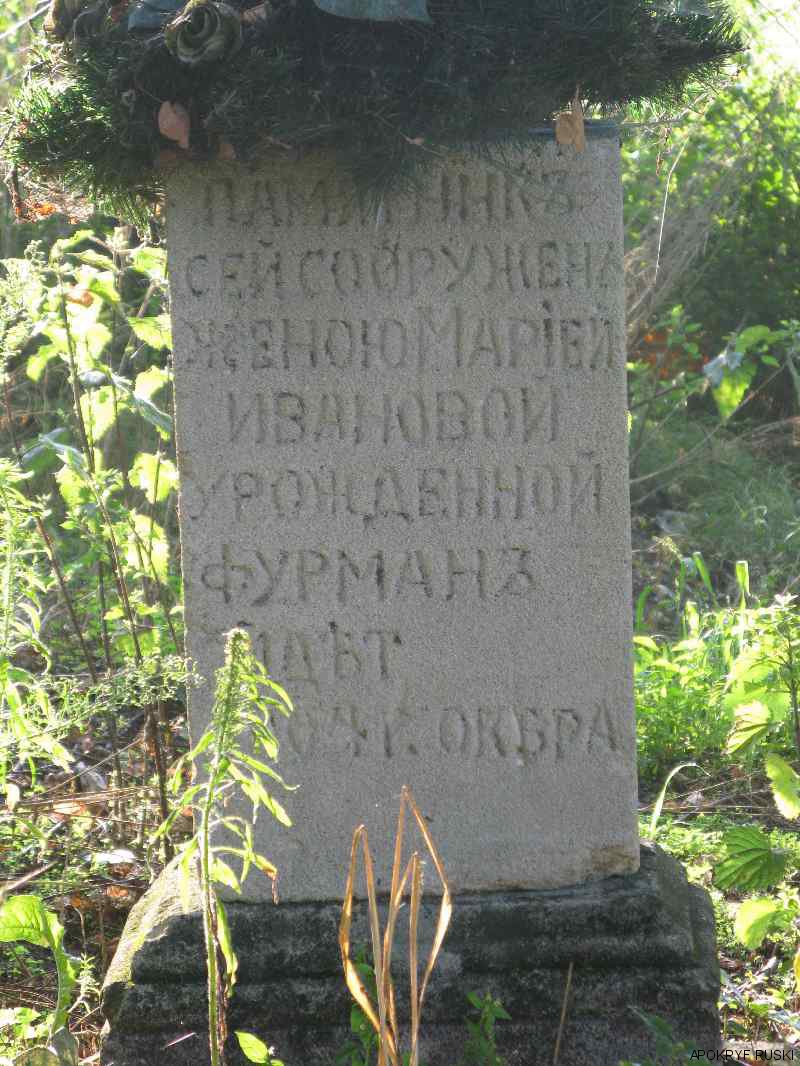 ПАМЯТНИКЪ
СЕЙ СООРУЖЕНЪ
ЖЕНОЮ МАРІЕЙ
ИВАНОВОЙ
УРОЖДЕННОЙ
ФУРМАНЪ
ОКБРА
APOKRYF.RUSKI